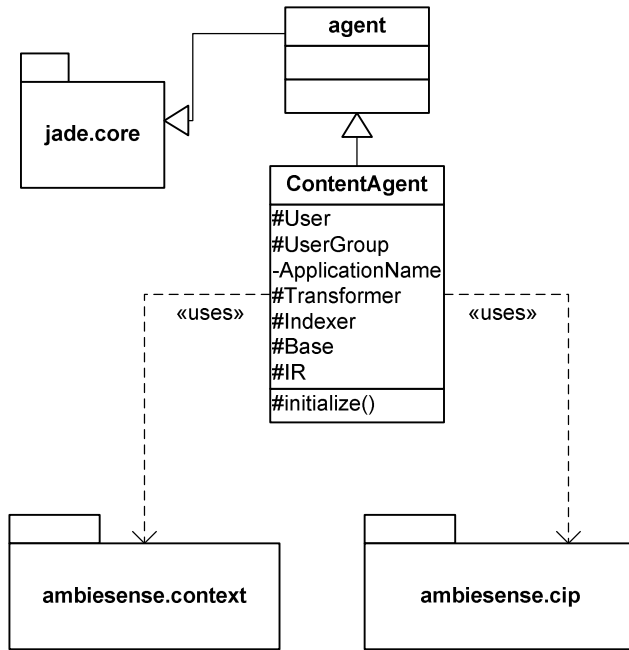 agent
jade.core
ContentAgent
#User
#UserGroup
-ApplicationName
#Transformer
#Indexer
#Base
#IR
#initialize()
«uses»
«uses»
ambiesense.context
ambiesense.cip